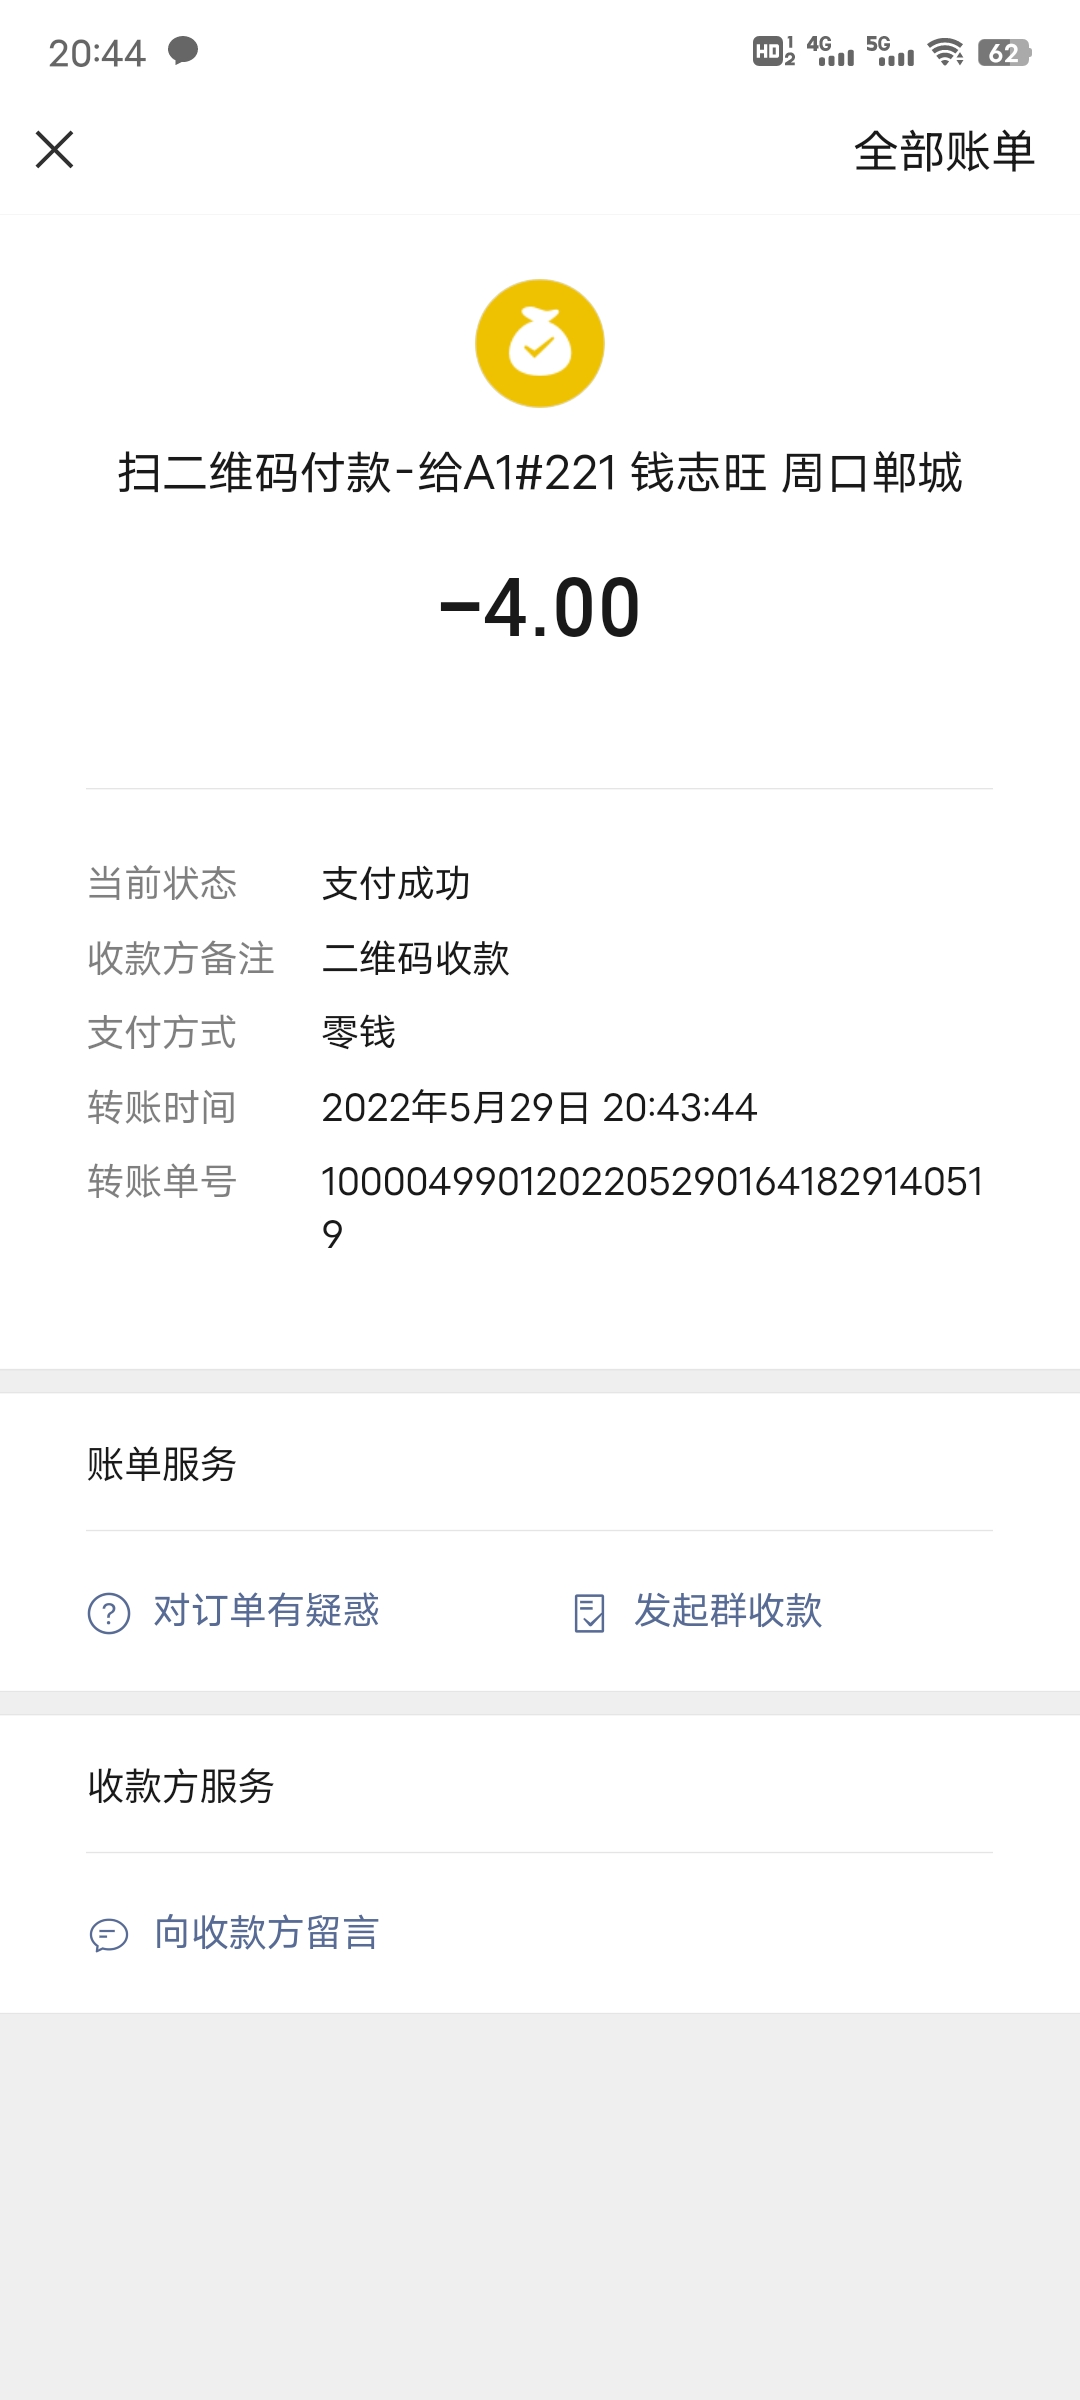 20:44 HD 1 2 4G 5G 62
全部账单
扫二维码付款-给A1#221 钱志旺 周口郸城
-4.00
当前状态 支付成功
收款方备注 二维码收款
支付方式 零钱
转账时间 2022年5月29日 20:43:44
转账单号 100004990120220529016418291405 1
9
账单服务
对订单有疑惑 发起群收款
收款方服务
向收款方留言